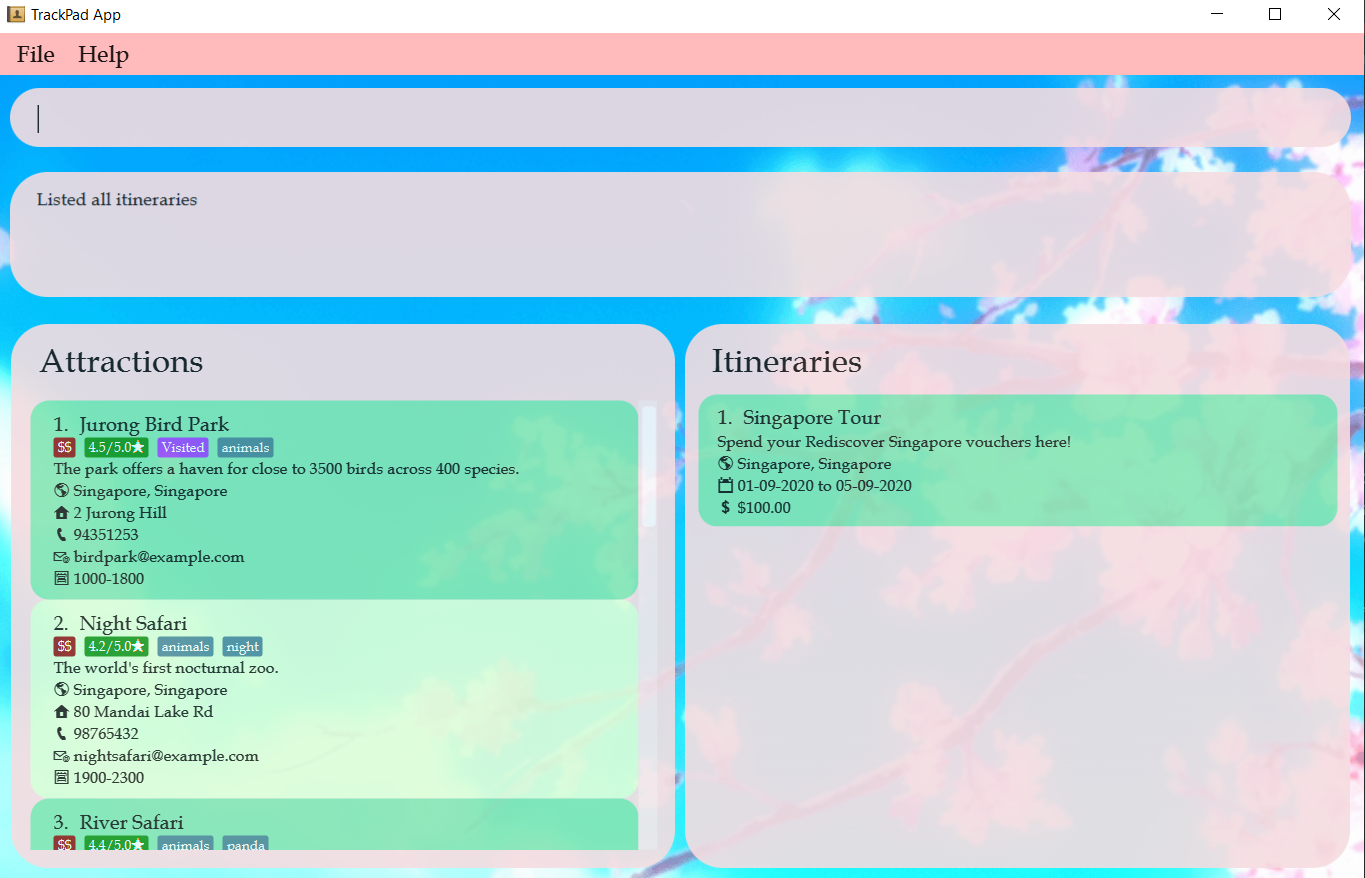 TrackPad App
File Help
Listed all itineraries
Attractions
1. Jurong Bird Park
$$ 4.5/5.0★ Visited animals
The park offers a haven for close to 3500 birds across 400 species.
Singapore, Singapore
2 Jurong Hill
94351253
birdpark@example.com
1000-1800
2. Night Safari
$$ 4.2/5.0★ animals night
The world's first nocturnal zoo.
Singapore, Singapore
80 Mandai Lake Rd
98765432
nightsafari@example.com
1900-2300
3. River Safari
$$ 4.4/5.0★ animals panda
Itineraries
1. Singapore Tour
Spend your Rediscover Singapore vouchers here!
Singapore, Singapore
01-09-2020 to 05-09-2020
$ $100.00